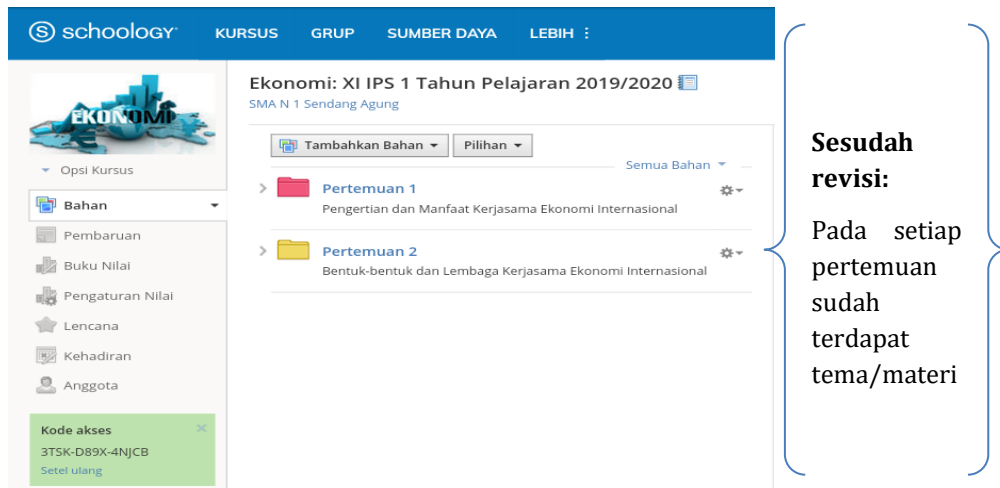 schoology KURSUS GRUP SUMBER DAYA LEBIH
EKONOMI
Opsi Kursus
Bahan
Pembaruan
Buku Nilai
Pengaturan Nilai
Lencana
Kehadiran
Anggota
Kode akses
3TSK-D89X-4NJCB
Setel ulang
Ekonomi: XI IPS 1 Tahun Pelajaran 2019/2020
SMA N 1 Sendang Agung
Tambahkan Bahan Pilihan
Semua Bahan
Pertemuan 1
Pengertian dan Manfaat Kerjasama Ekonomi Internasional
Pertemuan 2
Bentuk-bentuk dan Lembaga Kerjasama Ekonomi Internasional
Sesudah
revisi:
Pada setiap
pertemuan
sudah
terdapat
tema/materi